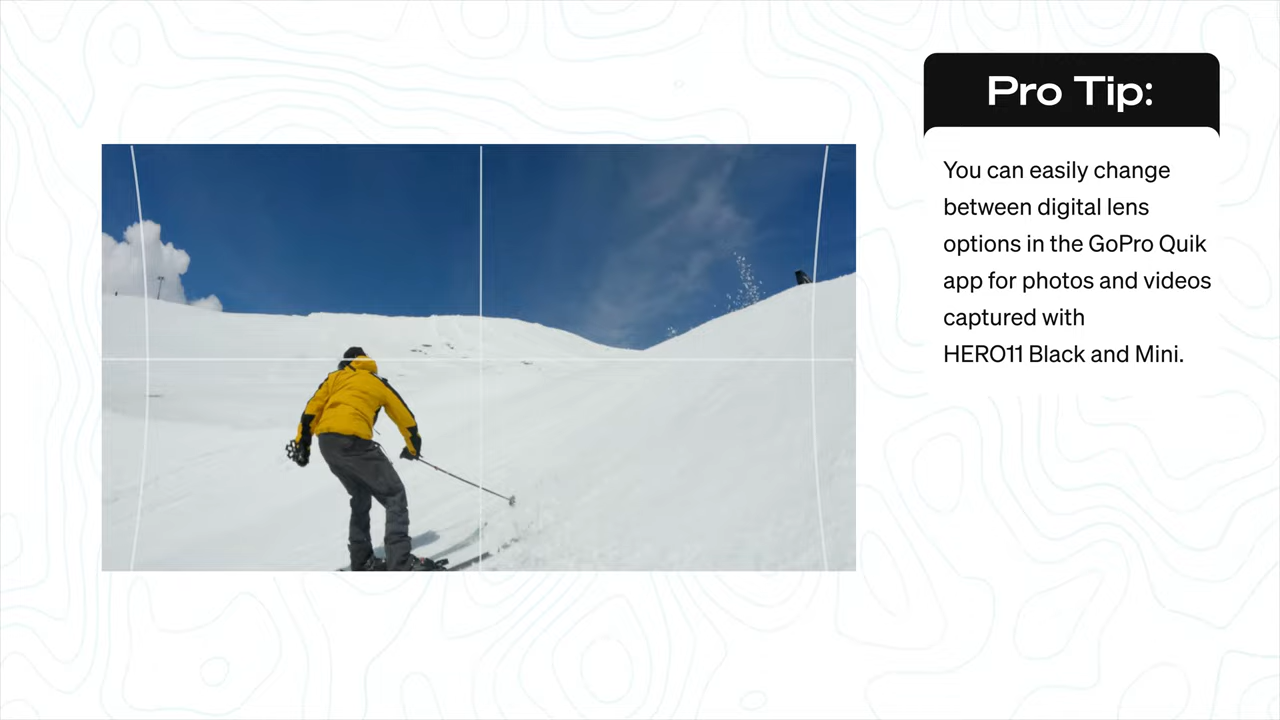 Pro Tip:
You can easily change
between digital lens
options in the GoPro Quik
app for photos and videos
captured with
HERO11 Black and Mini.